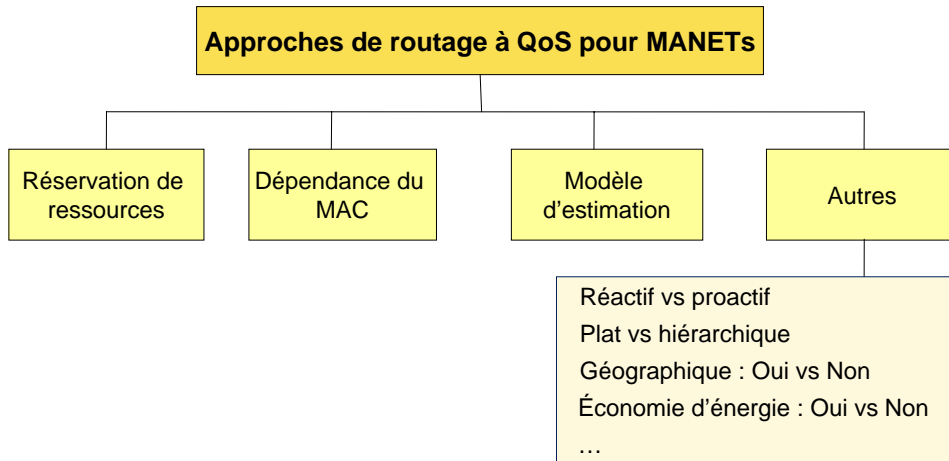 Approches de routage à QoS pour MANETs
Réservation de
ressources
Dépendance du
MAC
Modèle
d’estimation
Autres
Réactif vs proactif
Plat vs hiérarchique
Géographique : Oui vs Non
Économie d’énergie : Oui vs Non
…